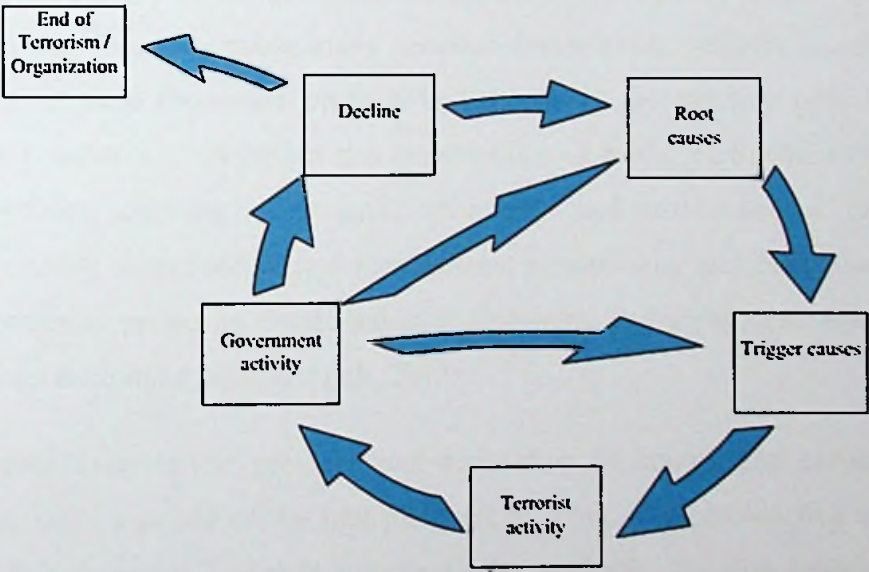 End of
Terrorism /
Organization
Decline
Root
causes
Government
activity
Trigger causes
Terrorist
activity